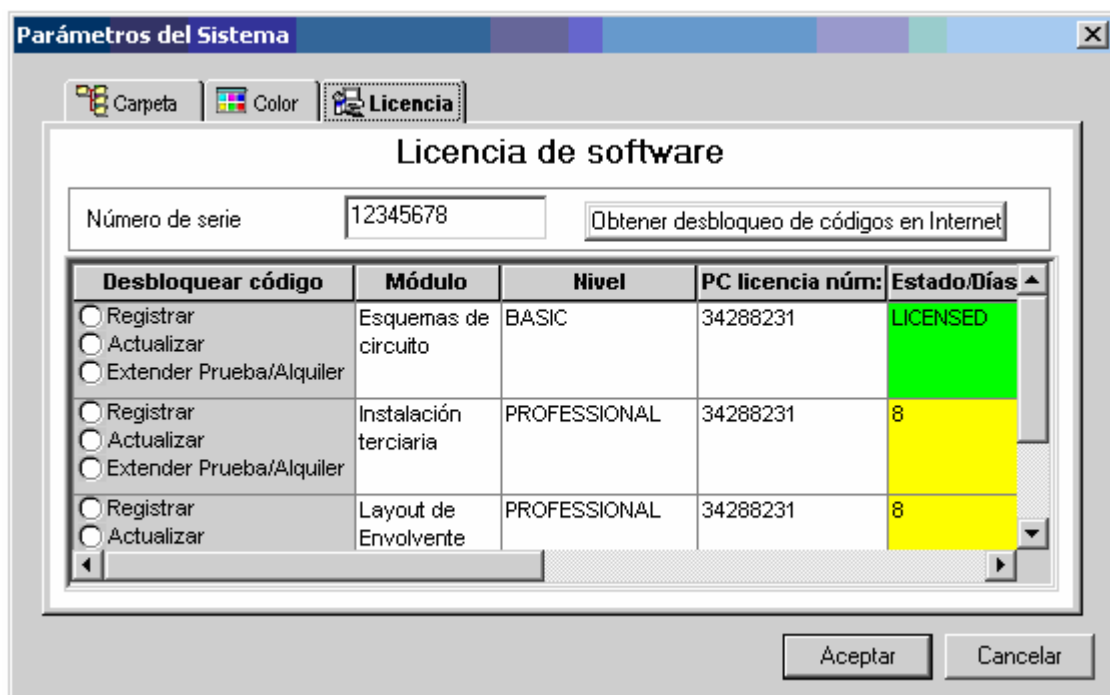 Parámetros del Sistema
Carpeta Color Licencia
Licencia de software
Número de serie 12345678 Obtener desbloqueo de códigos en Internet
Desbloquear código Módulo Nivel PC licencia núm: Estado/Días
Registrar Esquemas de BASIC 34288231 LICENSED
Actualizar circuito
Extender Prueba/Alquiler
Registrar Instalación PROFESSIONAL 34288231 8
Actualizar terciaria
Extender Prueba/Alquiler
Registrar Layout de PROFESSIONAL 34288231 8
Actualizar Envolvente
Aceptar Cancelar